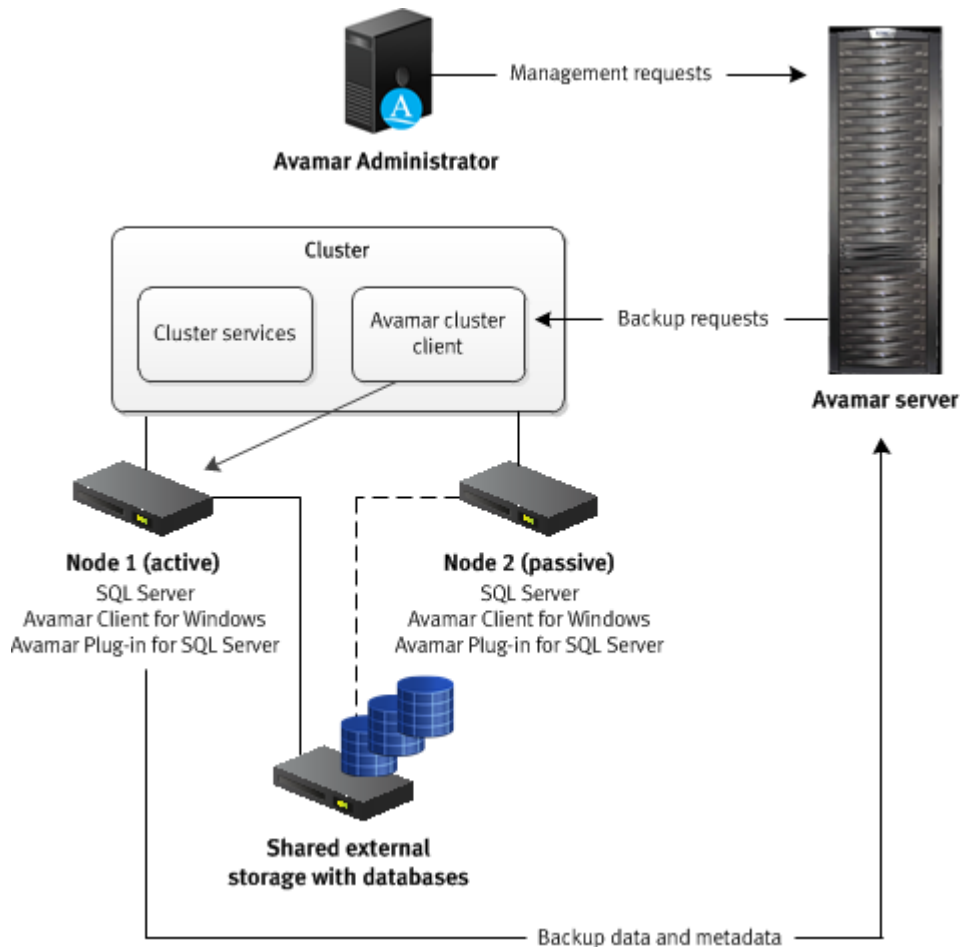 Management requests
A
Avamar Administrator
Cluster
Cluster services
Avamar cluster
client
Backup requests
Avamar server
Node 1 (active)
SQL Server
Avamar Client for Windows
Avamar Plug-in for SQL Server
Node 2 (passive)
SQL Server
Avamar Client for Windows
Avamar Plug-in for SQL Server
Shared external
storage with databases
Backup data and metadata